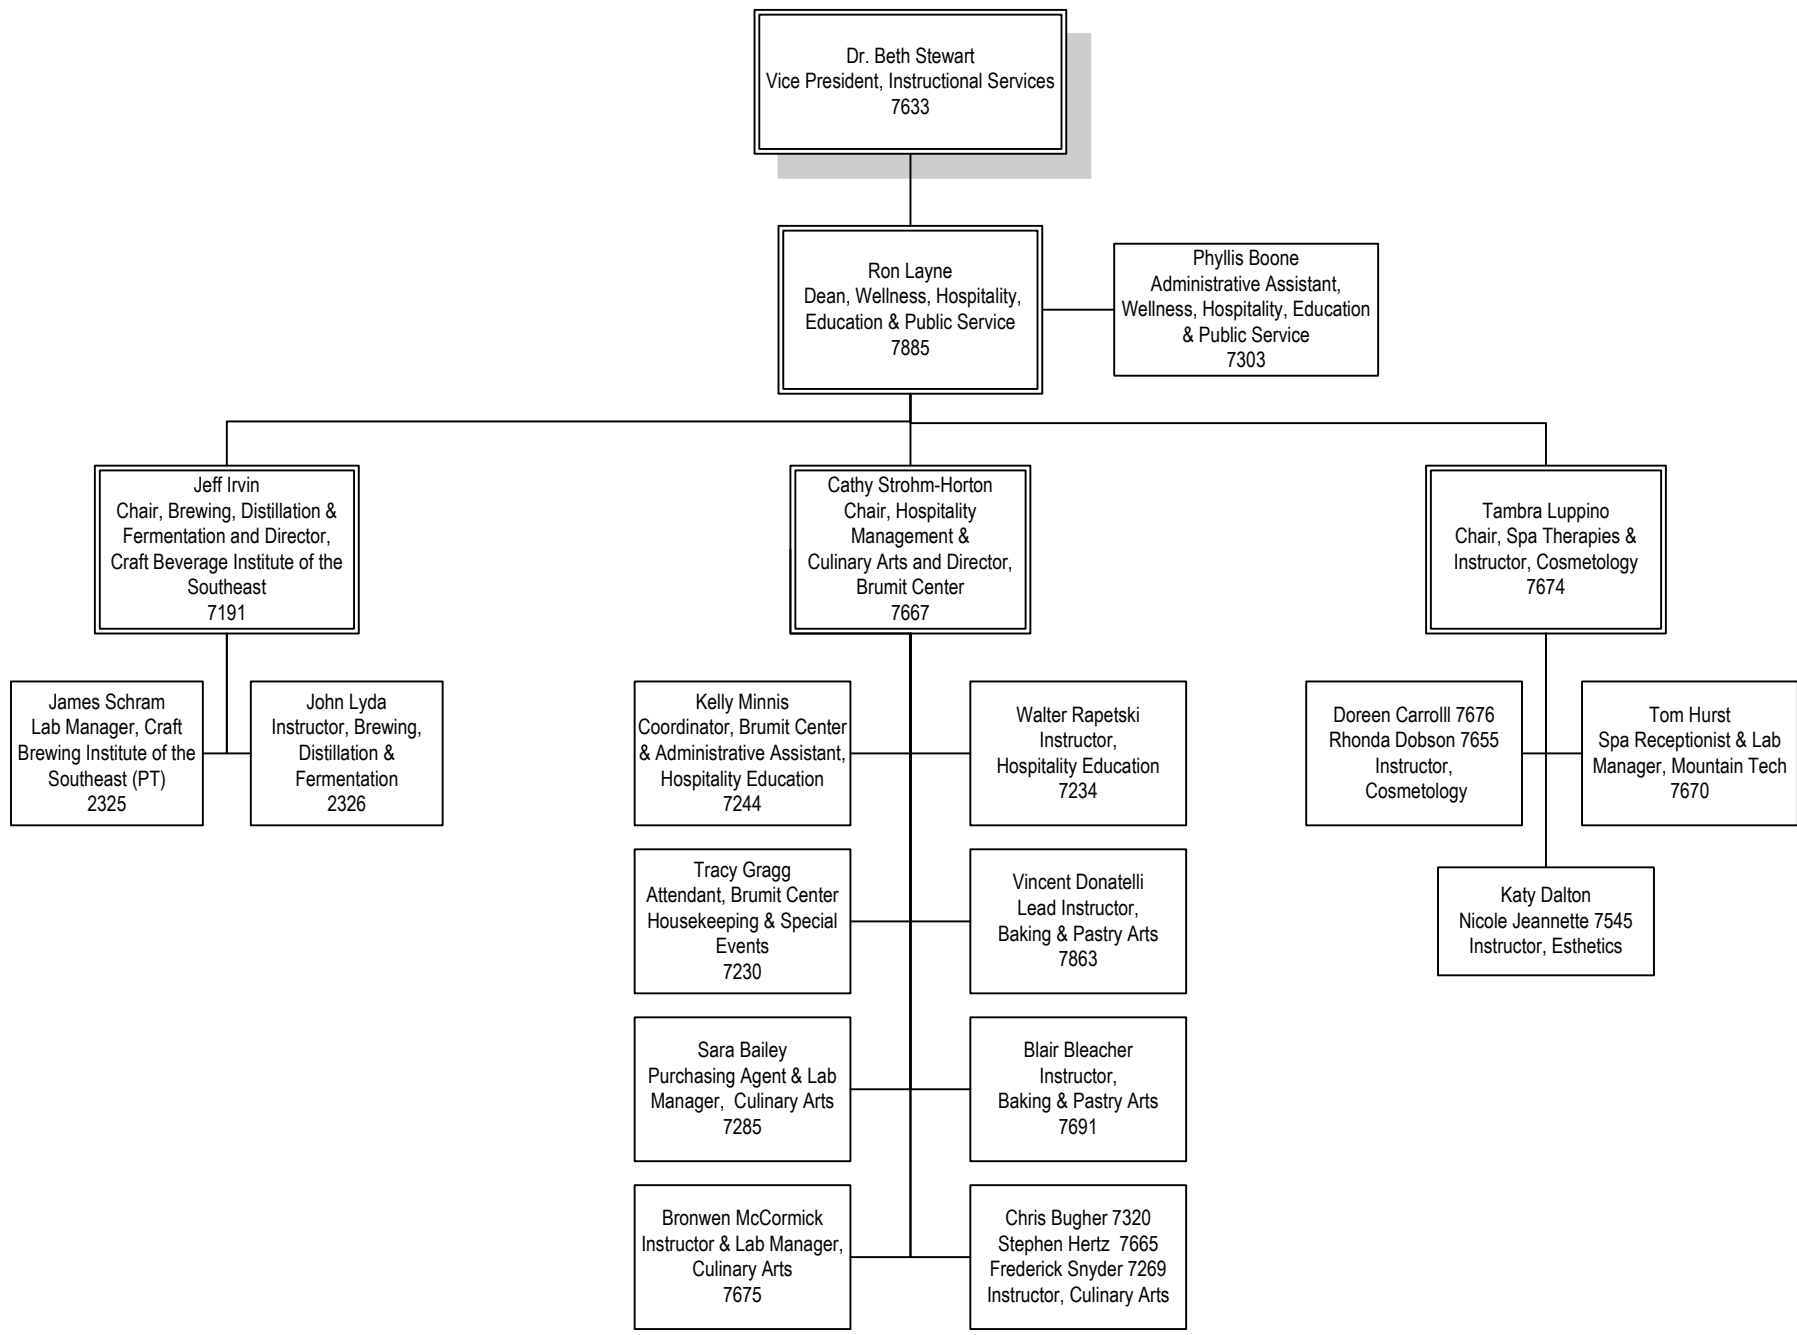 Dr. Beth Stewart
Vice President, Instructional Services
7633
Ron Layne
Dean, Wellness, Hospitality,
Education & Public Service
7885
Phyllis Boone
Administrative Assistant,
Wellness, Hospitality, Education
& Public Service
7303
Jeff Irvin
Chair, Brewing, Distillation &
Fermentation and Director,
Craft Beverage Institute of the
Southeast
7191
Cathy Strohm-Horton
Chair, Hospitality
Management &
Culinary Arts and Director,
Brumit Center
7667
Tambra Luppino
Chair, Spa Therapies &
Instructor, Cosmetology
7674
James Schram
Lab Manager, Craft
Brewing Institute of the
Southeast (PT)
2325
John Lyda
Instructor, Brewing,
Distillation &
Fermentation
2326
Kelly Minnis
Coordinator, Brumit Center
& Administrative Assistant,
Hospitality Education
7244
Walter Rapetski
Instructor,
Hospitality Education
7234
Doreen Carrolll 7676
Rhonda Dobson 7655
Instructor,
Cosmetology
Tom Hurst
Spa Receptionist & Lab
Manager, Mountain Tech
7670
Tracy Gragg
Attendant, Brumit Center
Housekeeping & Special
Events
7230
Vincent Donatelli
Lead Instructor,
Baking & Pastry Arts
7863
Katy Dalton
Nicole Jeannette 7545
Instructor, Esthetics
Sara Bailey
Purchasing Agent & Lab
Manager, Culinary Arts
7285
Blair Bleacher
Instructor,
Baking & Pastry Arts
7691
Bronwen McCormick
Instructor & Lab Manager,
Culinary Arts
7675
Chris Bugher 7320
Stephen Hertz 7665
Frederick Snyder 7269
Instructor, Culinary Arts